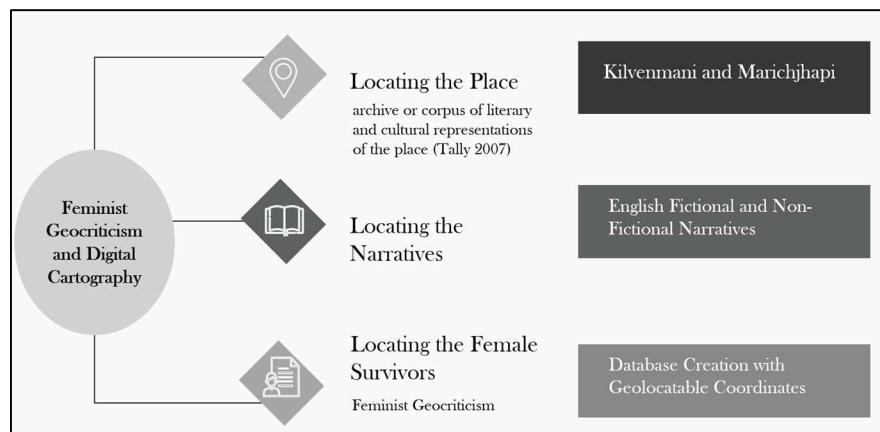 Feminist
Geocriticism
and Digital
Cartography
Locating the Place
archive or corpus of literary
and cultural representations
of the place (Tally 2007)
Kilvenmani and Marichjhapi
Locating the
Narratives
English Fictional and Non-
Fictional Narratives
Locating the Female
Survivors
Feminist Geocriticism
Database Creation with
Geolocatable Coordinates